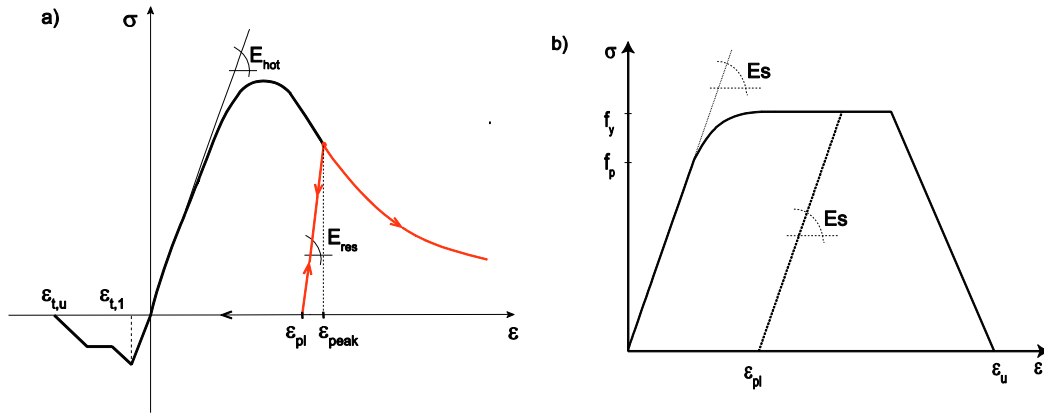 a)
σ
E_hot
E_res
ε_t,u
ε_t,1
ε_pl
ε_peak
ε
b)
σ
Es
f_y
f_p
Es
ε_pl
ε_u
ε